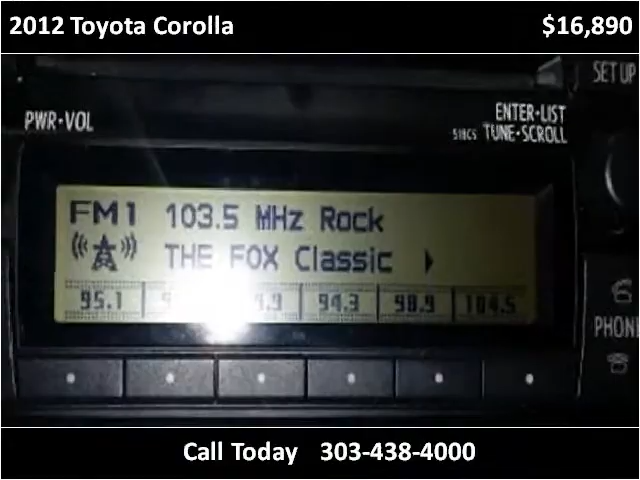 2012 Toyota Corolla $16,890
SET UP
PWR•VOL
ENTER•LIST
518C5 TUNE•SCROLL
FM1 103.5 MHz Rock
THE FOX Classic
95.1 94.3 98.9 104.5
PHONE
Call Today 303-438-4000